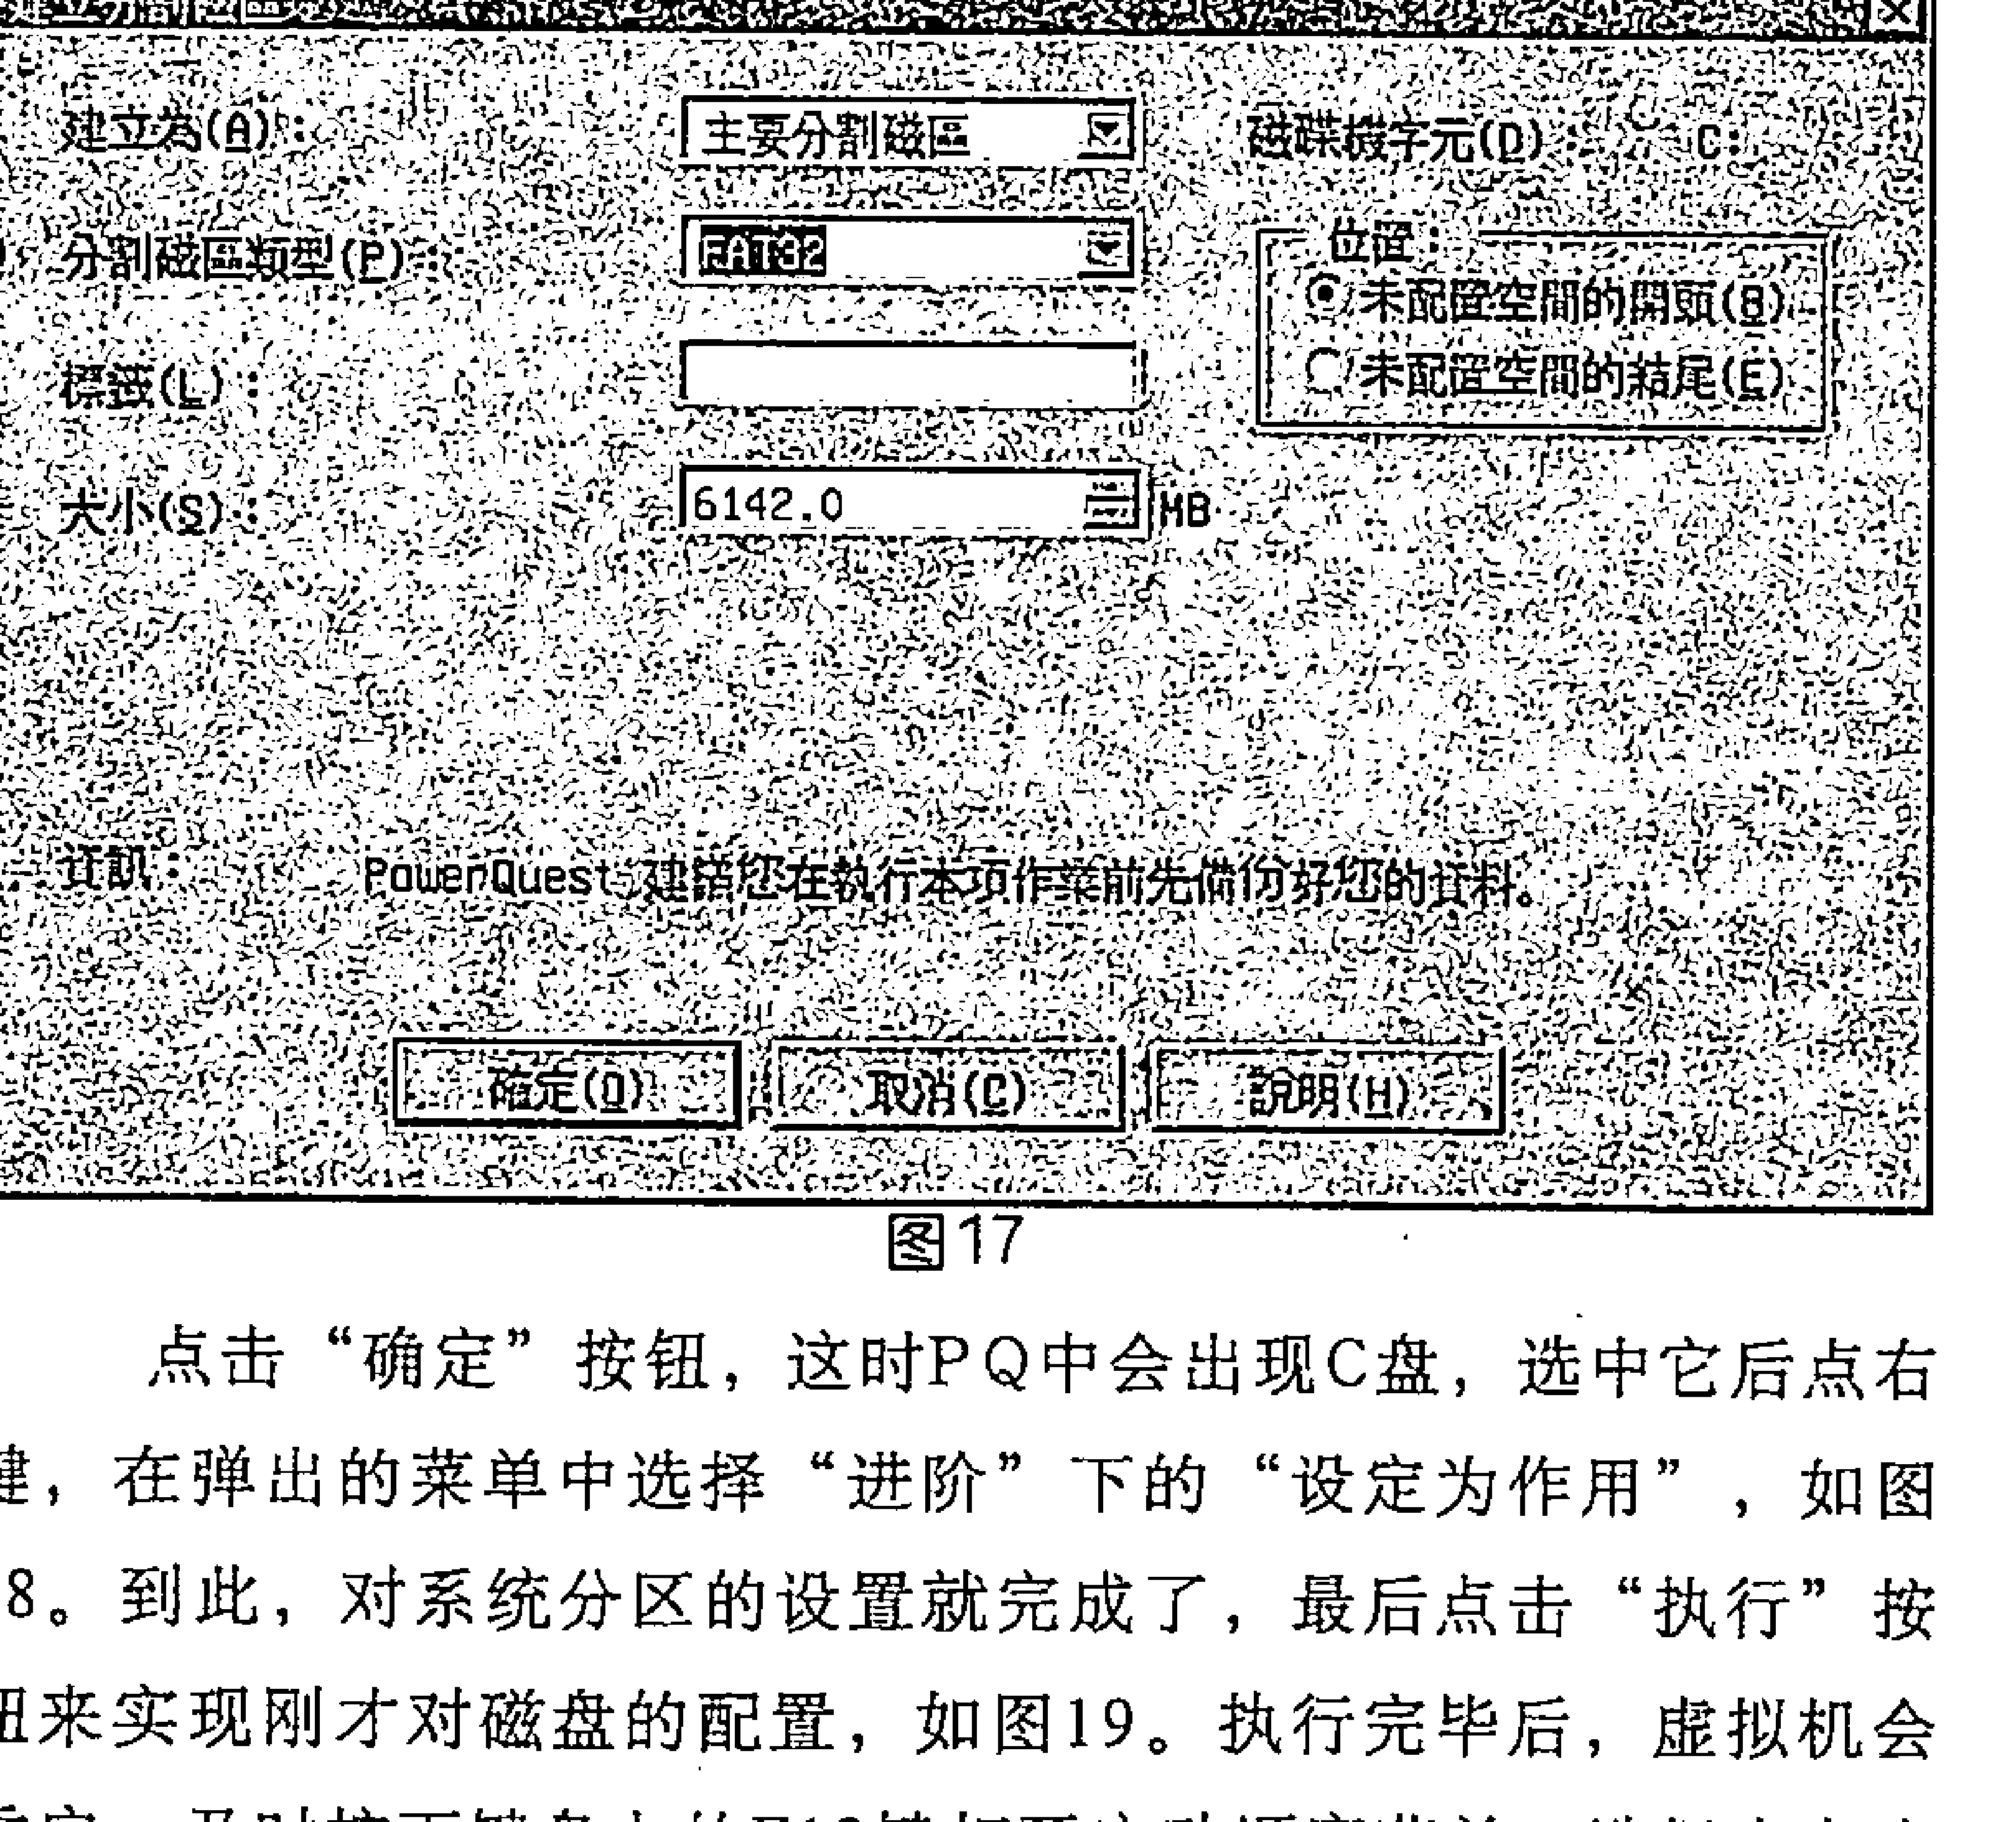 建立分割磁區
建立為(A)： 主要分割磁區 磁碟機字元(D)： C:
分割磁區類型(P)： FAT32 位置：
未配置空間的開頭(B)
未配置空間的結尾(E)
標籤(L)：
大小(S)： 6142.0 MB
資訊： PowerQuest 建議您在執行本項作業前先備份好您的資料。
確定(O) 取消(C) 說明(H)
图17
点击“确定”按钮，这时PQ中会出现C盘，选中它后点右
键，在弹出的菜单中选择“进阶”下的“设定为作用”，如图
8。到此，对系统分区的设置就完成了，最后点击“执行”按
钮来实现刚才对磁盘的配置，如图19。执行完毕后，虚拟机会